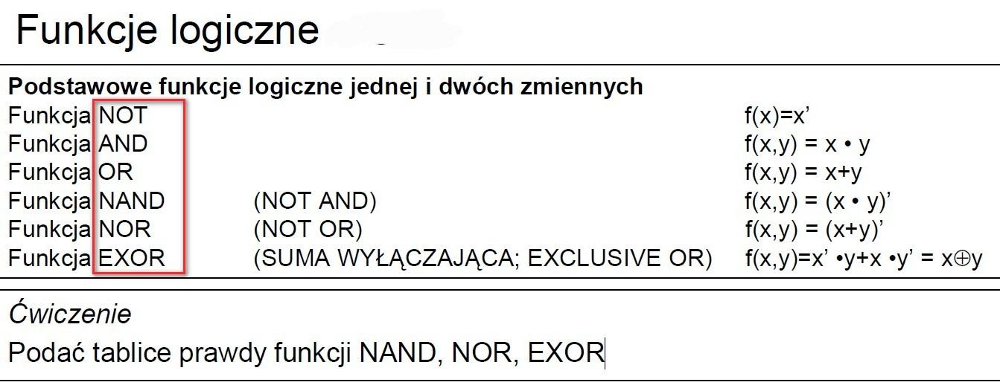 Funkcje logiczne
Podstawowe funkcje logiczne jednej i dwóch zmiennych
Funkcja NOT f(x)=x’
Funkcja AND f(x,y) = x • y
Funkcja OR f(x,y) = x+y
Funkcja NAND (NOT AND) f(x,y) = (x • y)’
Funkcja NOR (NOT OR) f(x,y) = (x+y)’
Funkcja EXOR (SUMA WYŁĄCZAJĄCA; EXCLUSIVE OR) f(x,y)=x’ •y+x •y’ = x⊕y
Ćwiczenie
Podać tablice prawdy funkcji NAND, NOR, EXOR